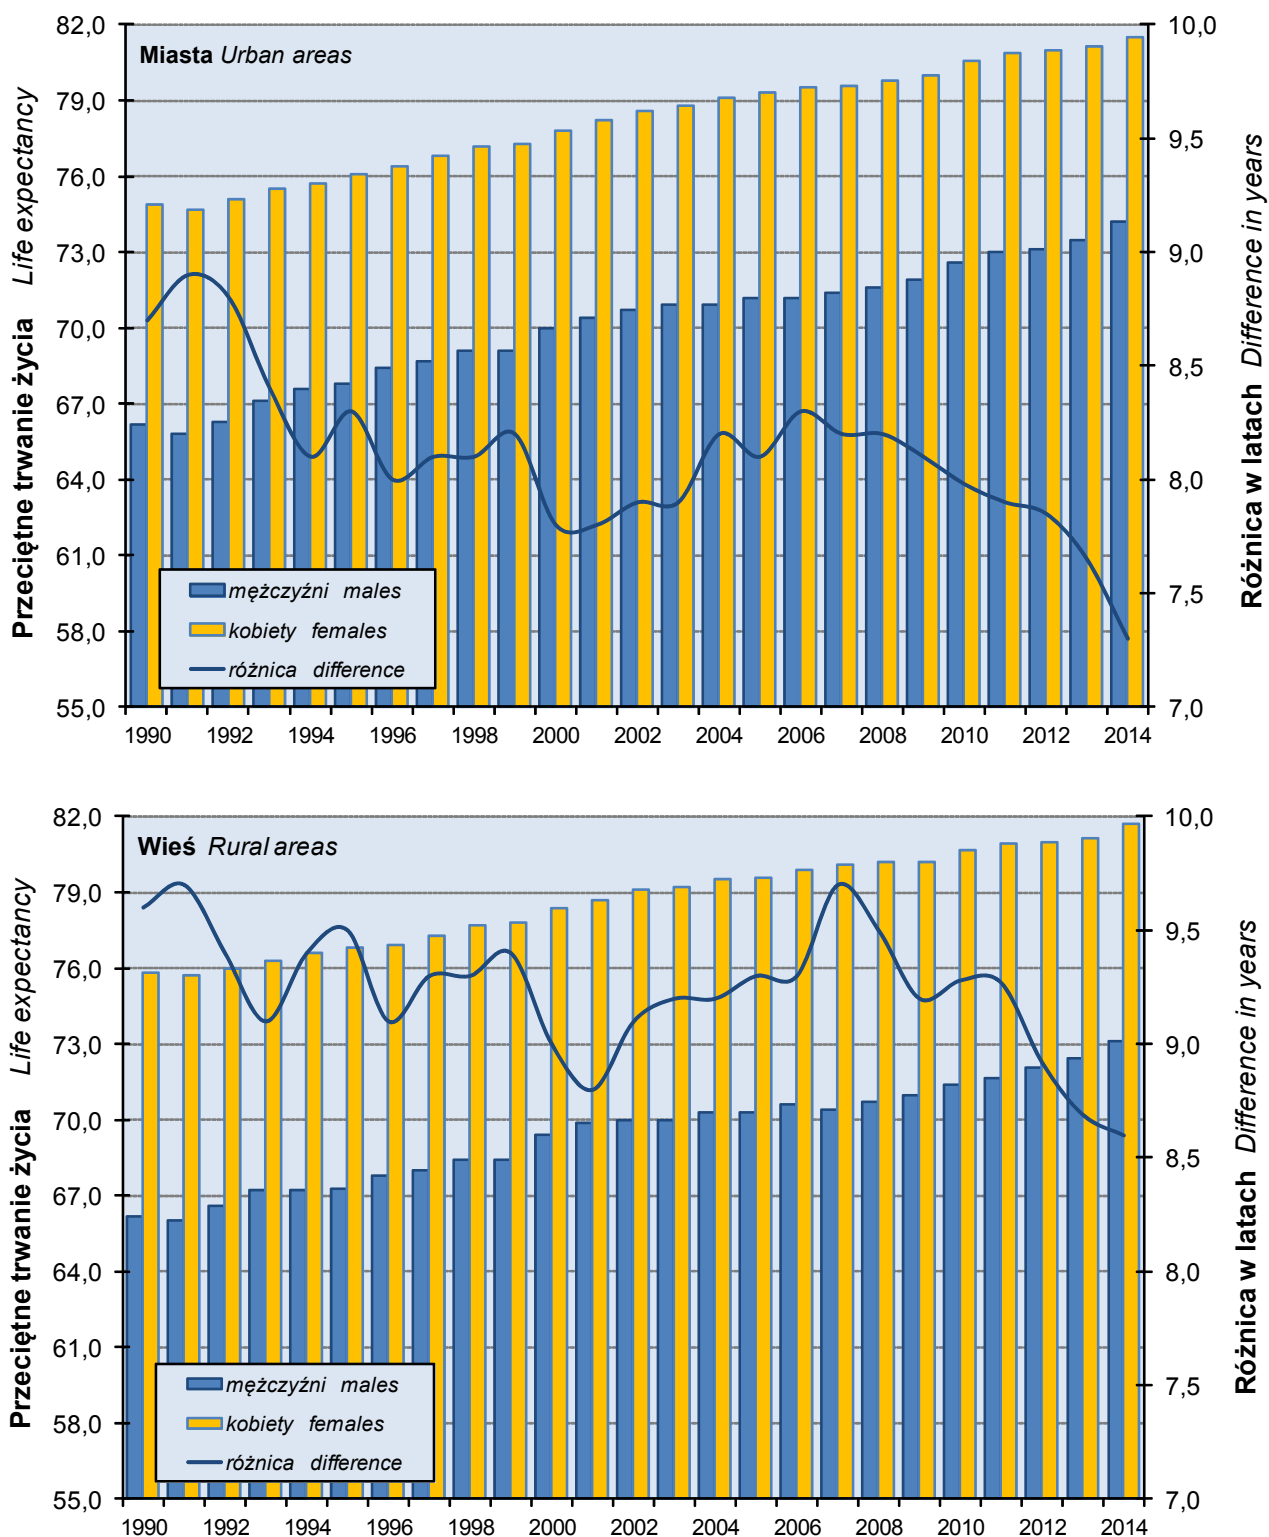 Miasta Urban areas
Przeciętne trwanie życia Life expectancy
82,0
79,0
76,0
73,0
70,0
67,0
64,0
61,0
58,0
55,0
10,0
9,5
9,0
8,5
8,0
7,5
7,0
Różnica w latach Difference in years
mężczyźni males
kobiety females
różnica difference
1990 1992 1994 1996 1998 2000 2002 2004 2006 2008 2010 2012 2014
Wieś Rural areas
Przeciętne trwanie życia Life expectancy
82,0
79,0
76,0
73,0
70,0
67,0
64,0
61,0
58,0
55,0
10,0
9,5
9,0
8,5
8,0
7,5
7,0
Różnica w latach Difference in years
mężczyźni males
kobiety females
różnica difference
1990 1992 1994 1996 1998 2000 2002 2004 2006 2008 2010 2012 2014